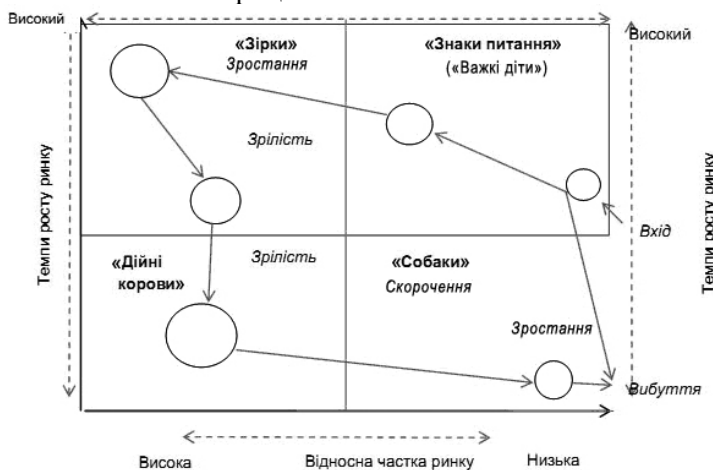 Високий
Високий
«Зірки»
Зростання
«Знаки питання»
(«Важкі діти»)
Зрілість
Темпи росту ринку
Темпи росту ринку
Вхід
«Дійні
корови»
Зрілість
«Собаки»
Скорочення
Зростання
Вибуття
Висока
Відносна частка ринку
Низька